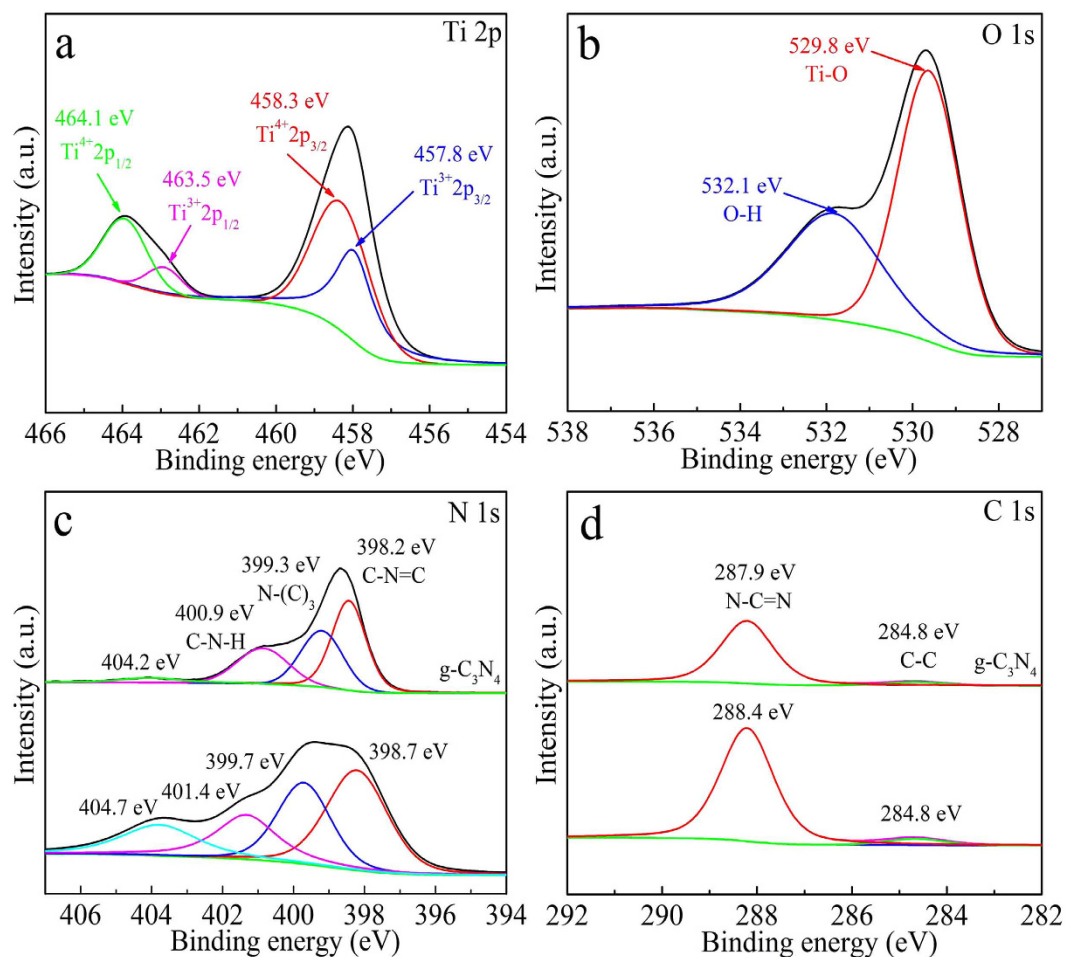 a
Ti 2p
464.1 eV
Ti⁴⁺2p₁/₂
463.5 eV
Ti³⁺2p₁/₂
458.3 eV
Ti⁴⁺2p₃/₂
457.8 eV
Ti³⁺2p₃/₂
Intensity (a.u.)
466 464 462 460 458 456 454
Binding energy (eV)
b
O 1s
529.8 eV
Ti-O
532.1 eV
O-H
Intensity (a.u.)
538 536 534 532 530 528
Binding energy (eV)
c
N 1s
398.2 eV
C-N=C
399.3 eV
N-(C)₃
400.9 eV
C-N-H
404.2 eV
g-C₃N₄
398.7 eV
399.7 eV
401.4 eV
404.7 eV
Intensity (a.u.)
406 404 402 400 398 396 394
Binding energy (eV)
d
C 1s
287.9 eV
N-C=N
284.8 eV
C-C
g-C₃N₄
288.4 eV
284.8 eV
Intensity (a.u.)
292 290 288 286 284 282
Binding energy (eV)